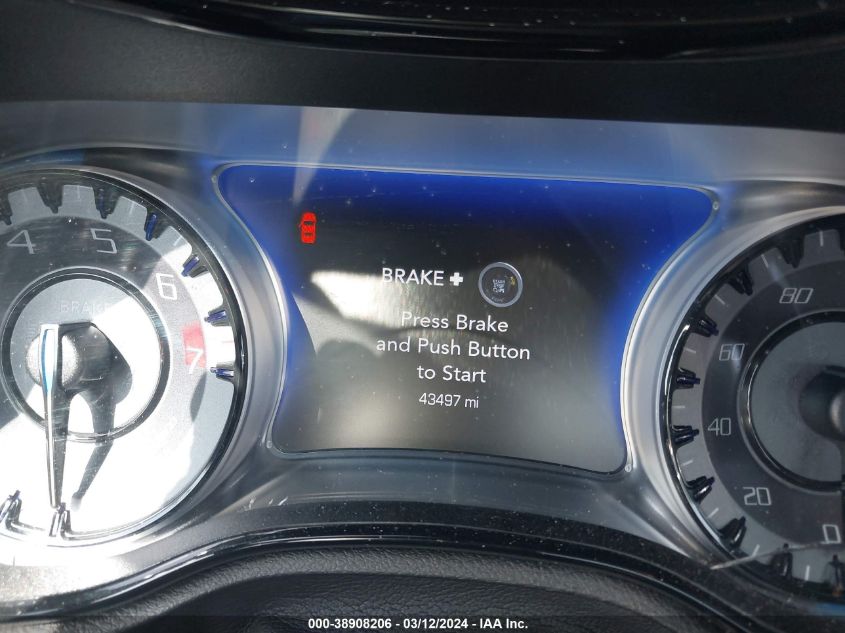 4
5
6
7
BRAKE
BRAKE +
Press Brake
and Push Button
to Start
43497 mi
80
60
40
20
0
000-38908206 - 03/12/2024 - IAA Inc.